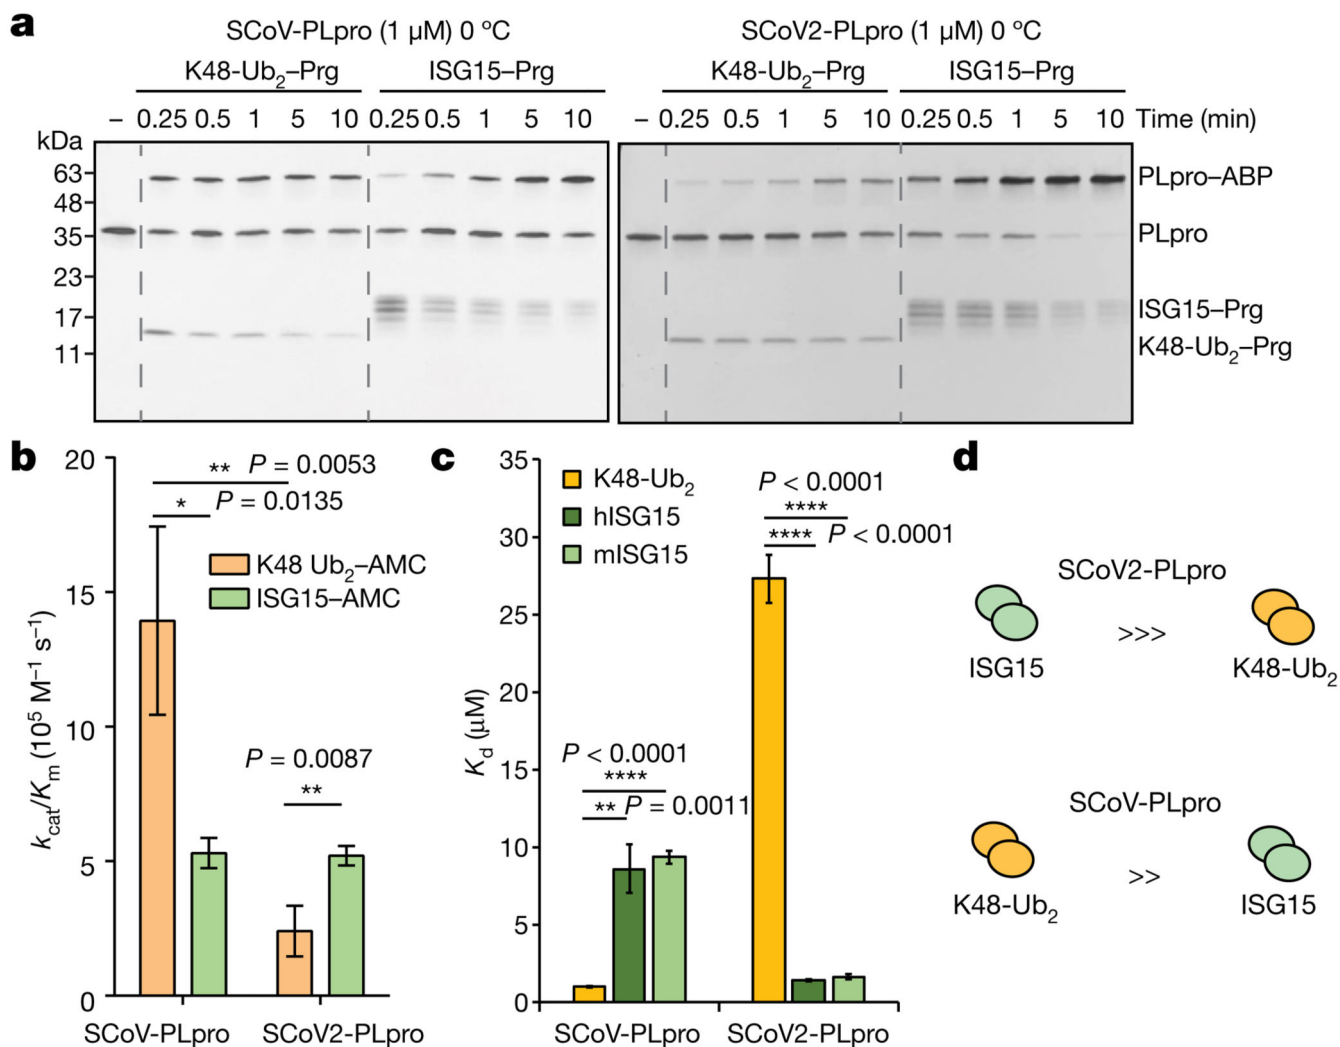 a
SCoV-PLpro (1 μM) 0 °C
K48-Ub2–Prg ISG15–Prg
– 0.25 0.5 1 5 10 0.25 0.5 1 5 10
kDa
63
48
35
23
17
11
SCoV2-PLpro (1 μM) 0 °C
K48-Ub2–Prg ISG15–Prg
– 0.25 0.5 1 5 10 0.25 0.5 1 5 10 Time (min)
PLpro–ABP
PLpro
ISG15–Prg
K48-Ub2–Prg
b
kcat/Km (10⁵ M⁻¹ s⁻¹)
20
15
10
5
0
** P = 0.0053
* P = 0.0135
K48 Ub2–AMC
ISG15–AMC
P = 0.0087
**
SCoV-PLpro SCoV2-PLpro
c
Kd (μM)
35
30
25
20
15
10
5
0
K48-Ub2
hISG15
mISG15
P < 0.0001
****
** P = 0.0011
P < 0.0001
****
**** P < 0.0001
SCoV-PLpro SCoV2-PLpro
d
SCoV2-PLpro
>>>
ISG15 K48-Ub2
SCoV-PLpro
>>
K48-Ub2 ISG15